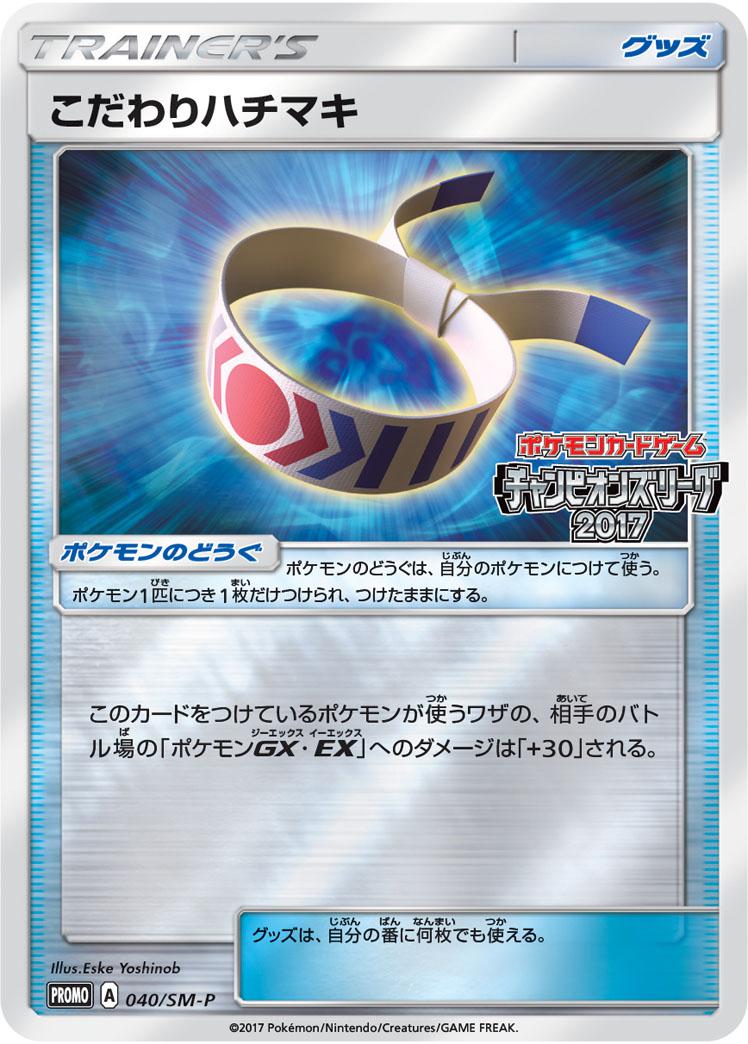 TRAINER'S
グッズ
こだわりハチマキ
ポケモンカードゲーム
チャンピオンズリーグ
2017
ポケモンのどうぐ
ポケモンのどうぐは、自分のポケモンにつけて使う。
ポケモン1匹につき1枚だけつけられ、つけたままにする。
このカードをつけているポケモンが使うワザの、相手のバト
ル場の「ポケモンGX・EX」へのダメージは「+30」される。
グッズは、自分の番に何枚でも使える。
Illus.Eske Yoshinob
PROMO A 040/SM-P
©2017 Pokémon/Nintendo/Creatures/GAME FREAK.